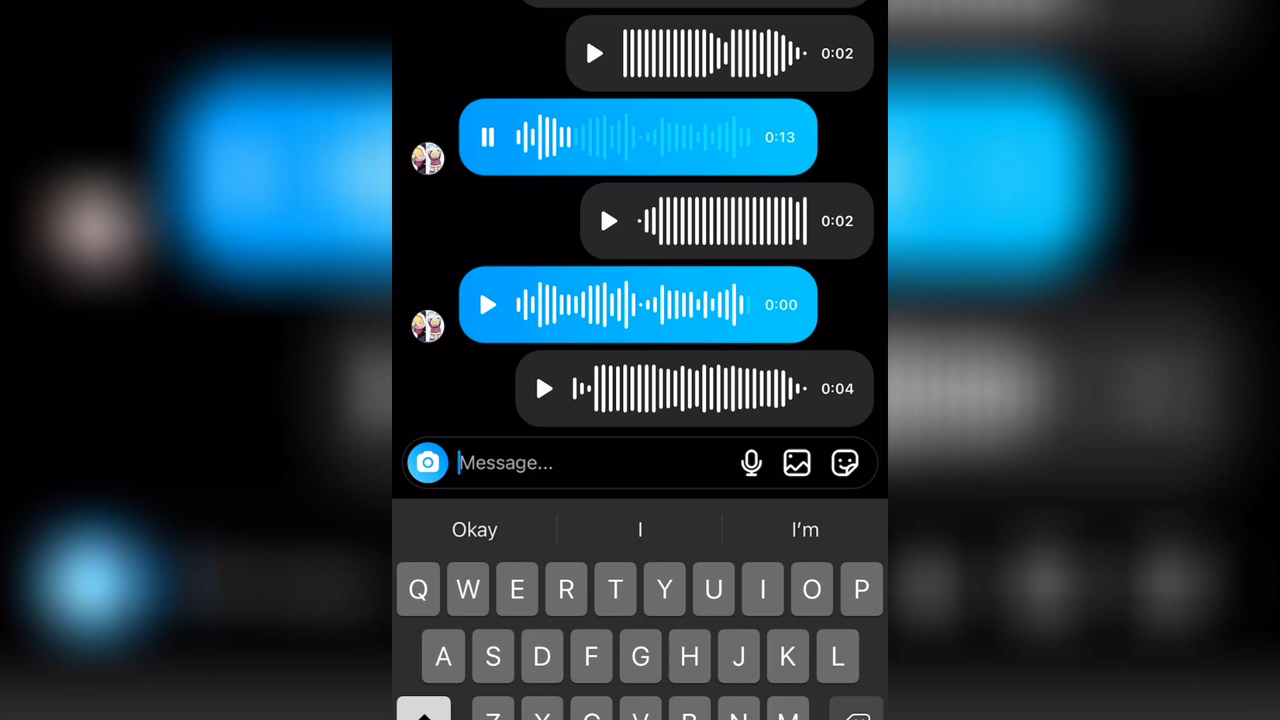 0:02
0:13
0:02
0:00
0:04
Message...
Okay I I'm
Q W E R T Y U I O P
A S D F G H J K L
Z X C V B N M